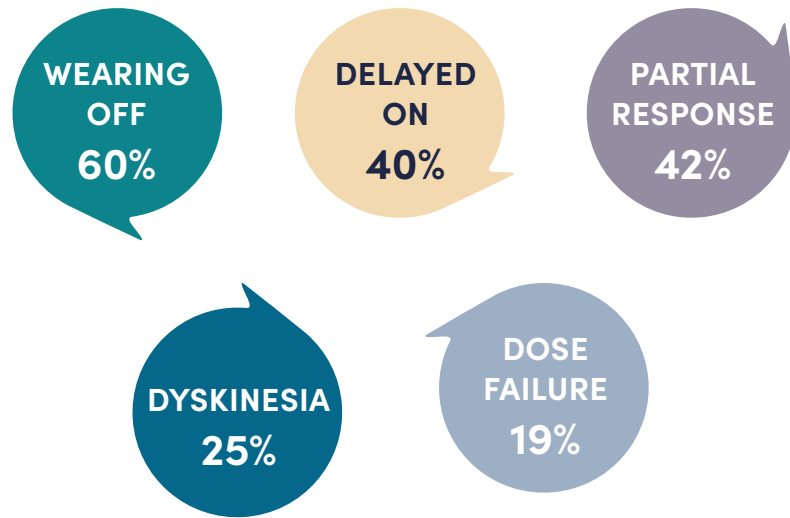 WEARING
OFF
60%
DELAYED
ON
40%
PARTIAL
RESPONSE
42%
DYSKINESIA
25%
DOSE
FAILURE
19%